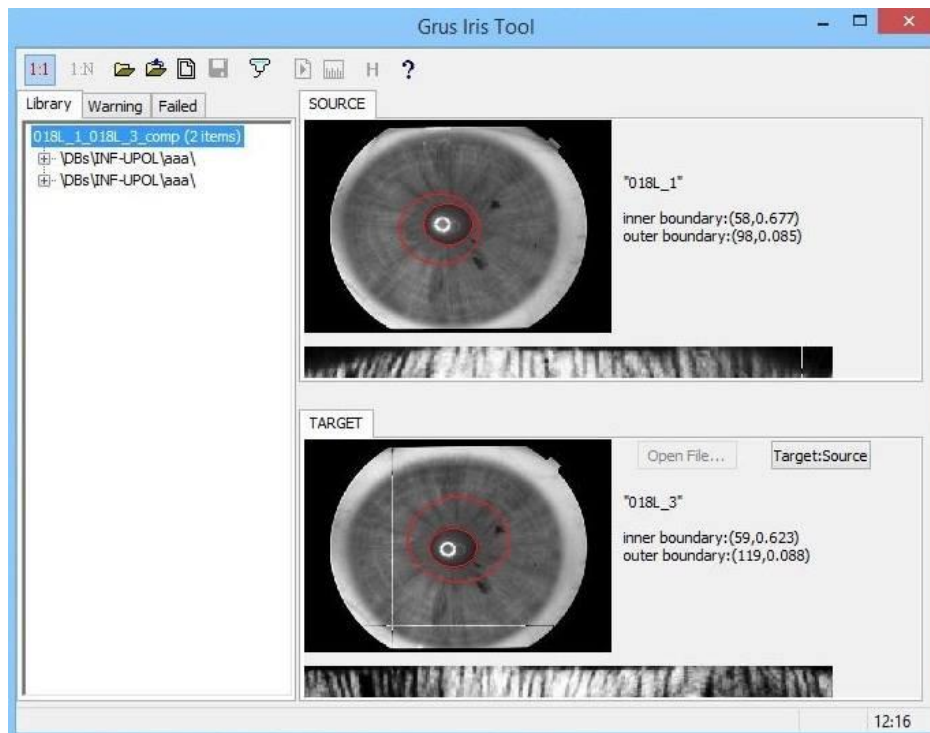 Grus Iris Tool
1:1 1:N H ?
Library Warning Failed
018L_1_018L_3_comp (2 items)
\DBs\INF-UPOL\aaa\
\DBs\INF-UPOL\aaa\
SOURCE
"018L_1"
inner boundary:(58,0.677)
outer boundary:(98,0.085)
TARGET
Open File... Target:Source
"018L_3"
inner boundary:(59,0.623)
outer boundary:(119,0.088)
12:16